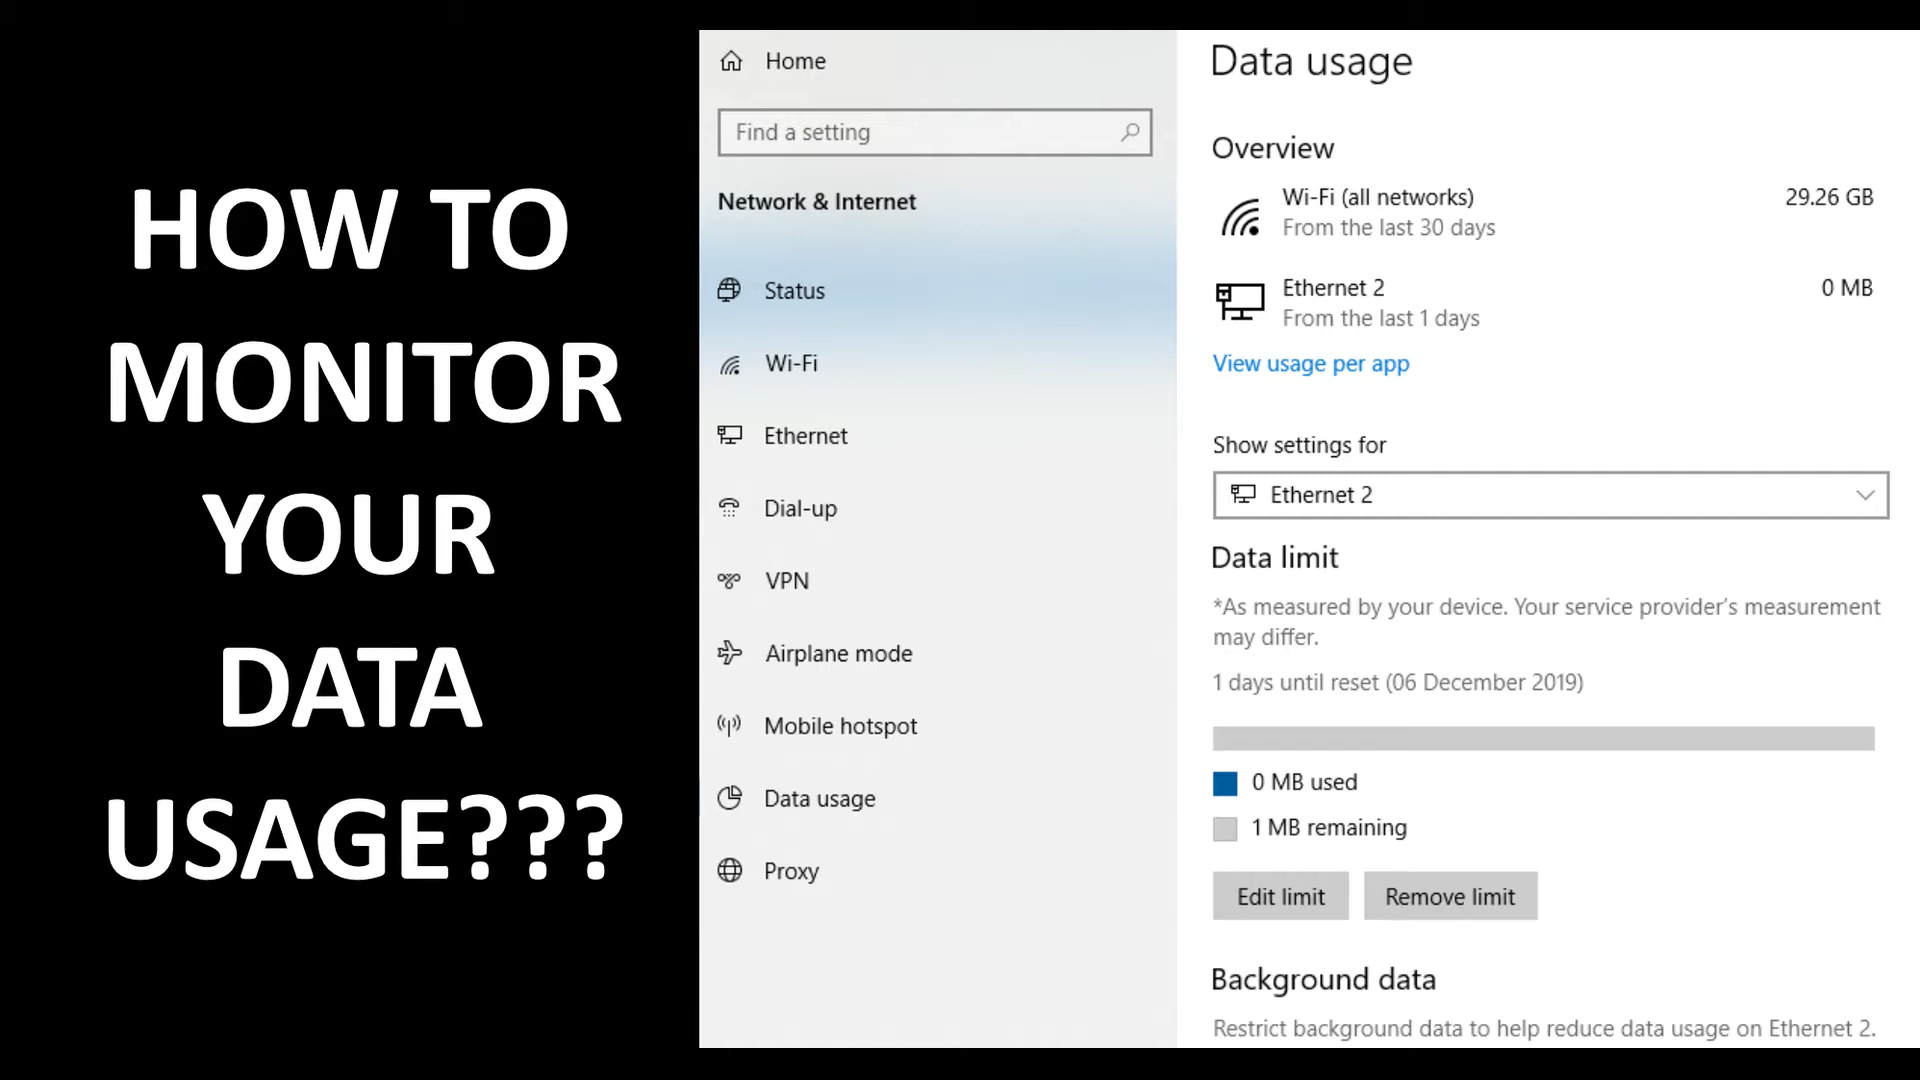 HOW TO
MONITOR
YOUR
DATA
USAGE???
Home
Find a setting
Network & Internet
Status
Wi-Fi
Ethernet
Dial-up
VPN
Airplane mode
Mobile hotspot
Data usage
Proxy
Data usage
Overview
Wi-Fi (all networks) 29.26 GB
From the last 30 days
Ethernet 2 0 MB
From the last 1 days
View usage per app
Show settings for
Ethernet 2
Data limit
*As measured by your device. Your service provider's measurement
may differ.
1 days until reset (06 December 2019)
0 MB used
1 MB remaining
Edit limit Remove limit
Background data
Restrict background data to help reduce data usage on Ethernet 2.